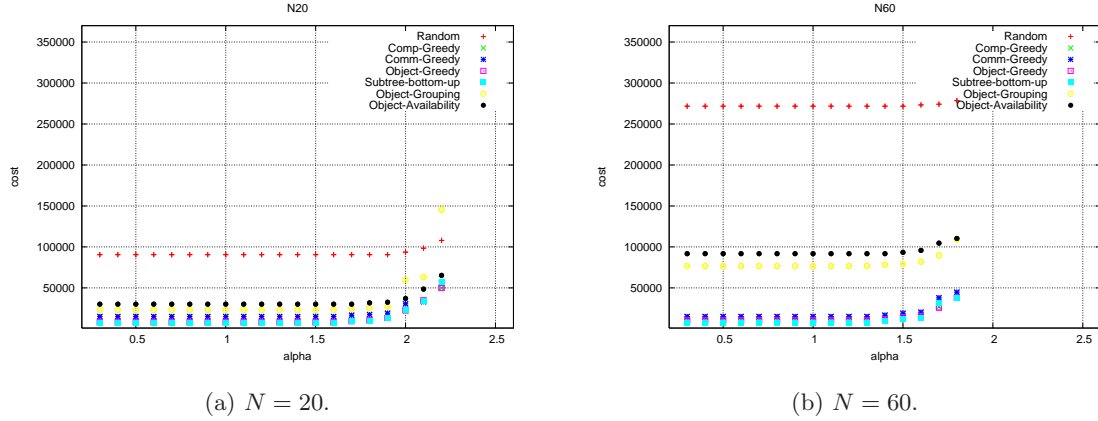 N20
cost
350000
300000
250000
200000
150000
100000
50000
0.5
1
1.5
2
2.5
alpha
Random
Comp-Greedy
Comm-Greedy
Object-Greedy
Subtree-bottom-up
Object-Grouping
Object-Availability
(a) N = 20.
N60
cost
350000
300000
250000
200000
150000
100000
50000
0.5
1
1.5
2
2.5
alpha
Random
Comp-Greedy
Comm-Greedy
Object-Greedy
Subtree-bottom-up
Object-Grouping
Object-Availability
(b) N = 60.